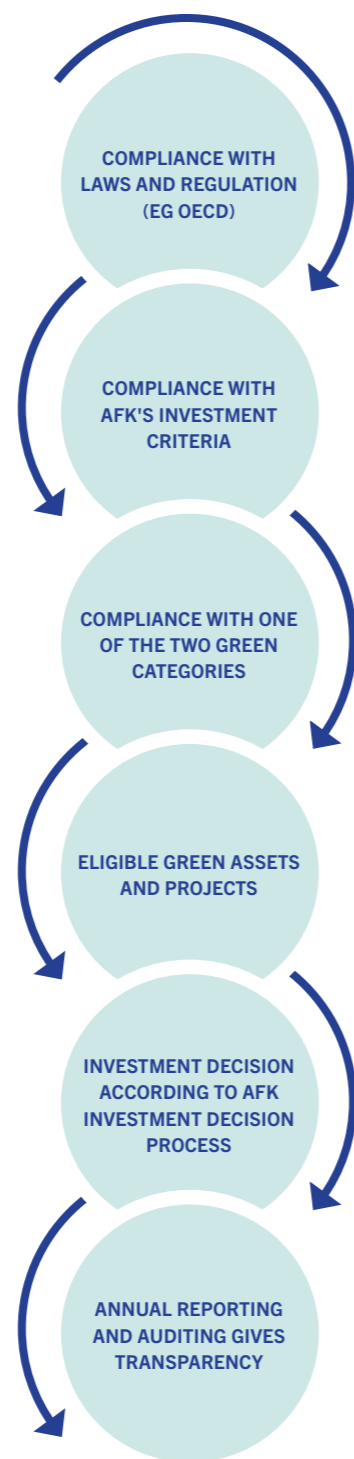 COMPLIANCE WITH
LAWS AND REGULATION
(EG OECD)
COMPLIANCE WITH
AFK'S INVESTMENT
CRITERIA
COMPLIANCE WITH ONE
OF THE TWO GREEN
CATEGORIES
ELIGIBLE GREEN ASSETS
AND PROJECTS
INVESTMENT DECISION
ACCORDING TO AFK
INVESTMENT DECISION
PROCESS
ANNUAL REPORTING
AND AUDITING GIVES
TRANSPARENCY